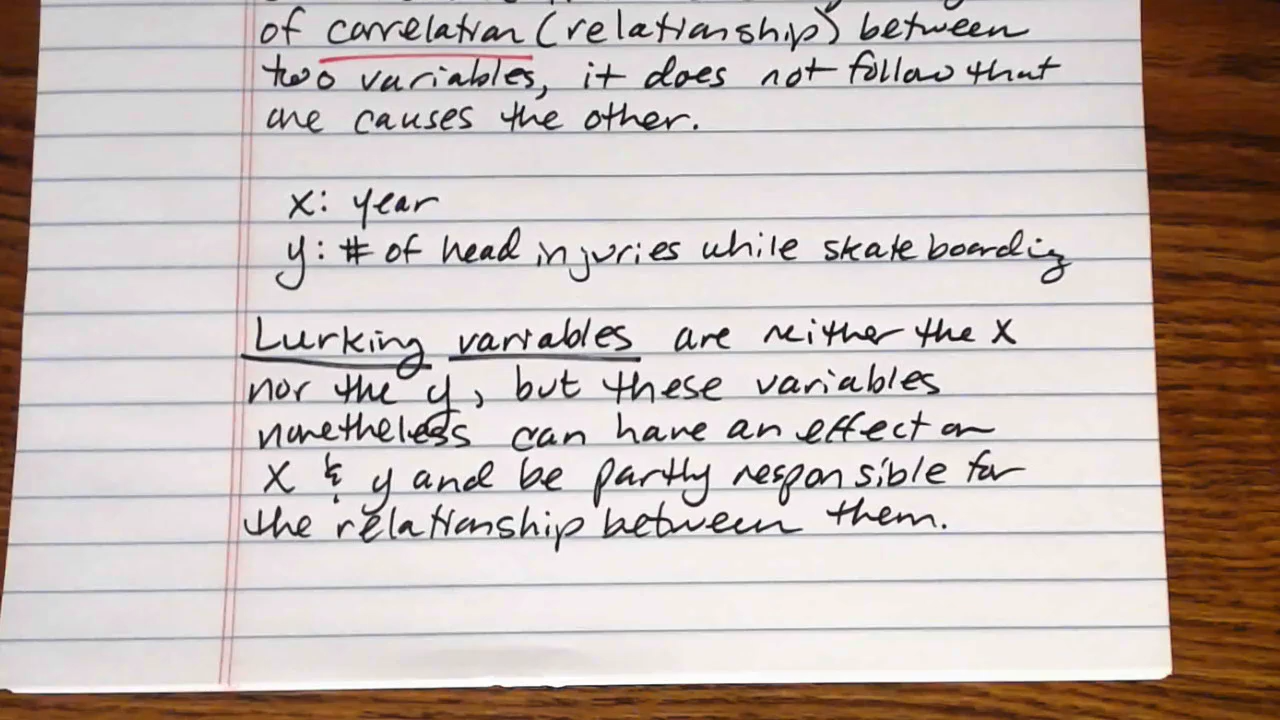 of correlation (relationship) between
two variables, it does not follow that
one causes the other.
x: year
y: # of head injuries while skateboarding
Lurking variables are neither the x
nor the y, but these variables
nonetheless can have an effect on
x & y and be partly responsible for
the relationship between them.